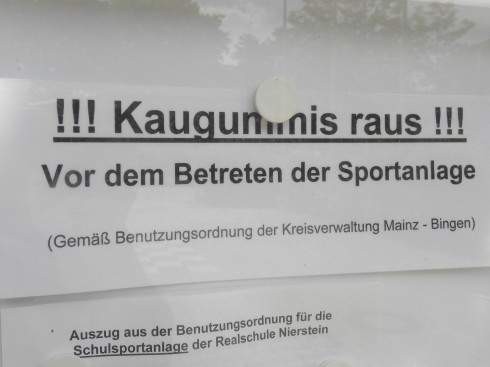 !!! Kaugummis raus !!!
Vor dem Betreten der Sportanlage
(Gemäß Benutzungsordnung der Kreisverwaltung Mainz - Bingen)
Auszug aus der Benutzungsordnung für die
Schulsportanlage der Realschule Nierstein